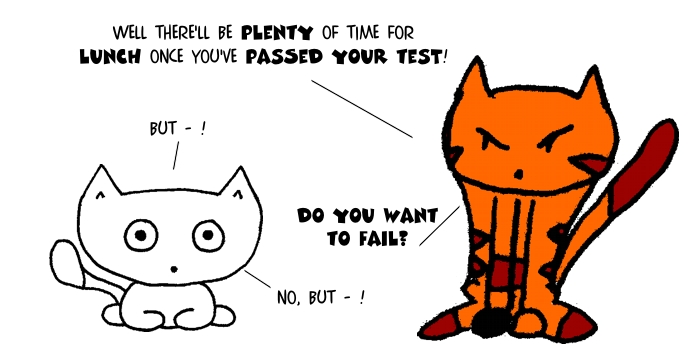 WELL THERE'LL BE PLENTY OF TIME FOR
LUNCH ONCE YOU'VE PASSED YOUR TEST!
BUT - !
DO YOU WANT
TO FAIL?
NO, BUT - !